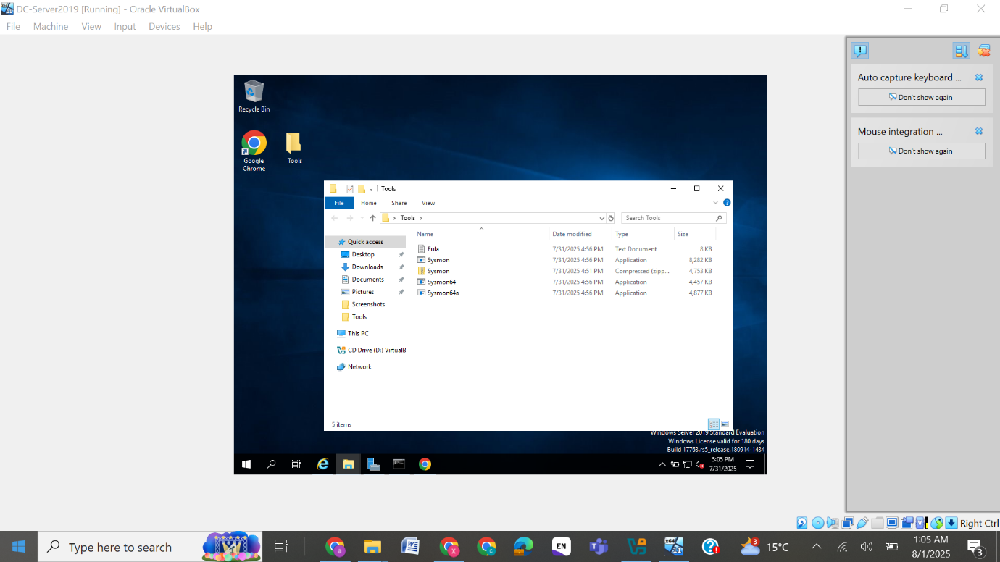 DC-Server2019 [Running] - Oracle VirtualBox
File Machine View Input Devices Help
Auto capture keyboard ...
Don't show again
Mouse integration ...
Don't show again
Recycle Bin
Google
Chrome
Tools
Tools
File Home Share View
Tools
Search Tools
Name Date modified Type Size
Quick access
Desktop
Downloads
Documents
Pictures
Screenshots
Tools
This PC
CD Drive (D:) VirtualB
Network
Eula 7/31/2025 4:56 PM Text Document 8 KB
Sysmon 7/31/2025 4:56 PM Application 8,282 KB
Sysmon 7/31/2025 4:51 PM Compressed (zipp... 4,753 KB
Sysmon64 7/31/2025 4:56 PM Application 4,457 KB
Sysmon64a 7/31/2025 4:56 PM Application 4,877 KB
5 items
Windows Server 2019 Standard Evaluation
Windows License valid for 180 days
Build 17763.rs5_release.180914-1434
5:05 PM
7/31/2025
Right Ctrl
Type here to search
EN
x64
11
3
15°C
1:05 AM
8/1/2025
3